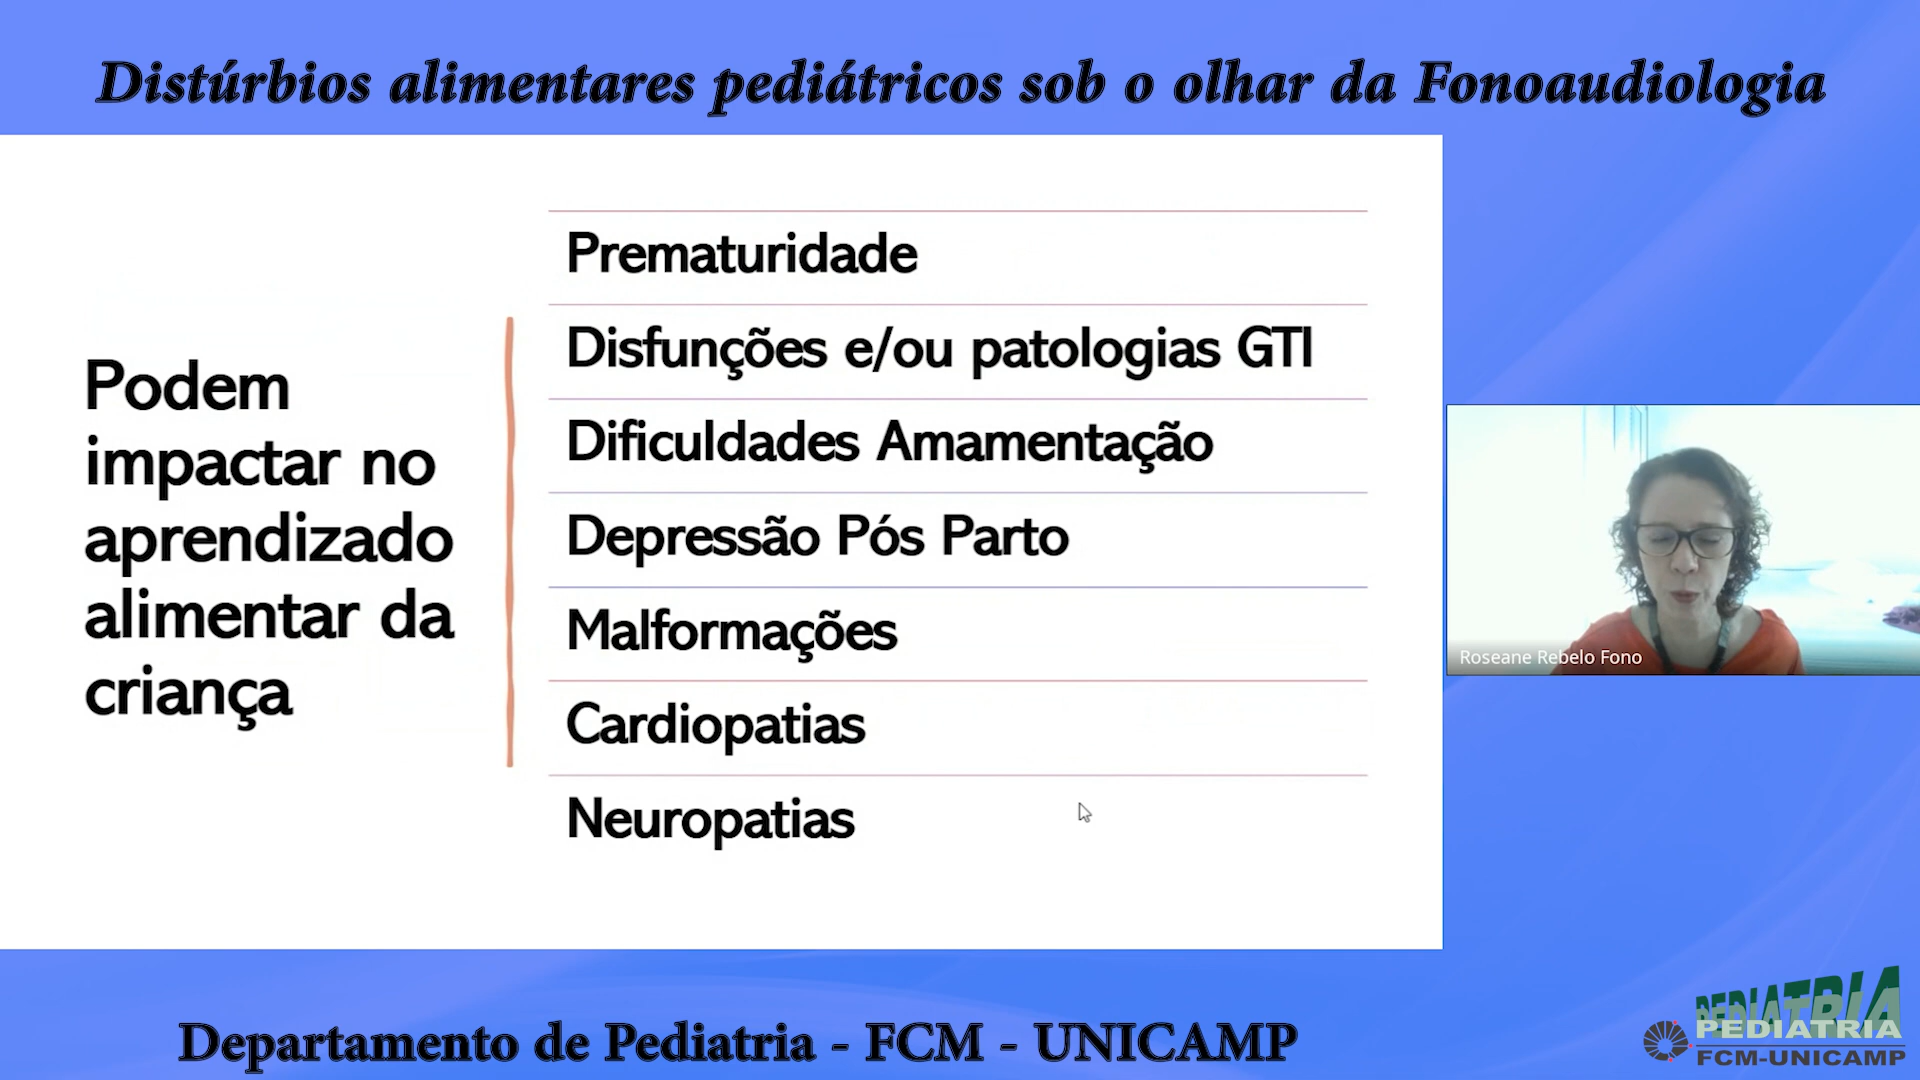 Distúrbios alimentares pediátricos sob o olhar da Fonoaudiologia
Podem
impactar no
aprendizado
alimentar da
criança
Prematuridade
Disfunções e/ou patologias GTI
Dificuldades Amamentação
Depressão Pós Parto
Malformações
Cardiopatias
Neuropatias
Roseane Rebelo Fono
Departamento de Pediatria - FCM - UNICAMP
PEDIATRIA
PEDIATRIA
FCM-UNICAMP